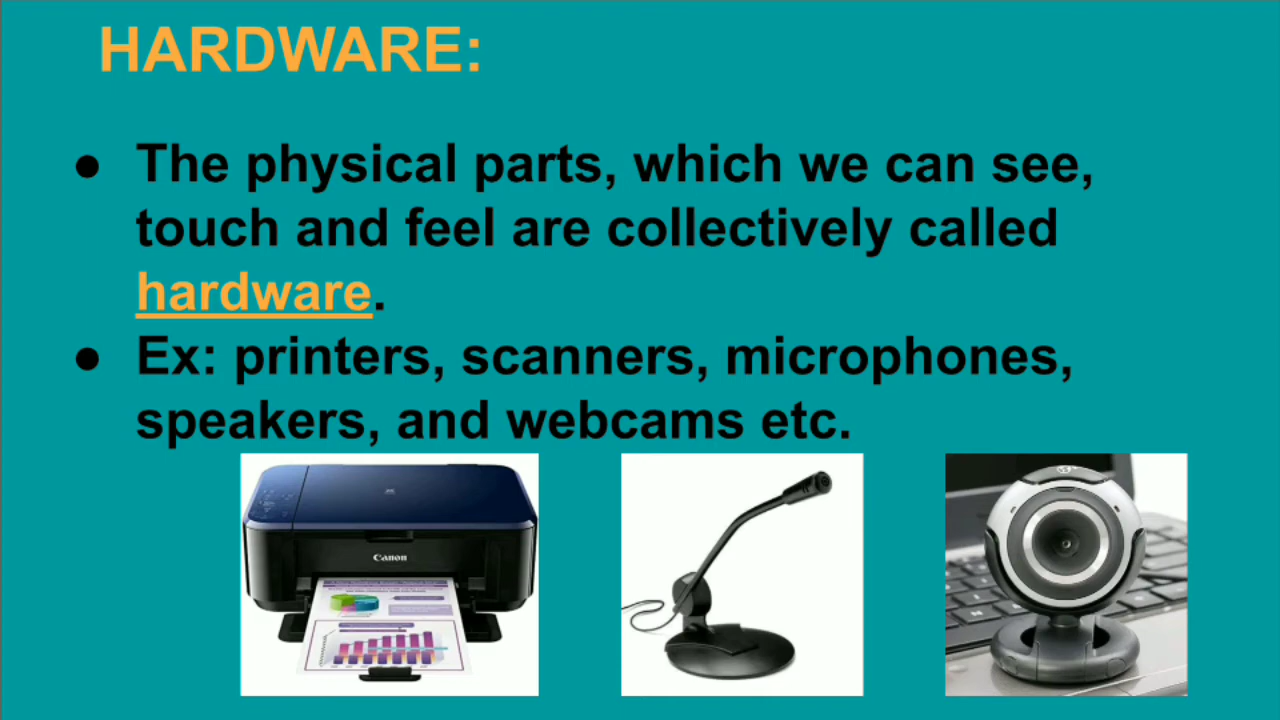 HARDWARE:
● The physical parts, which we can see,
touch and feel are collectively called
hardware.
● Ex: printers, scanners, microphones,
speakers, and webcams etc.
Canon